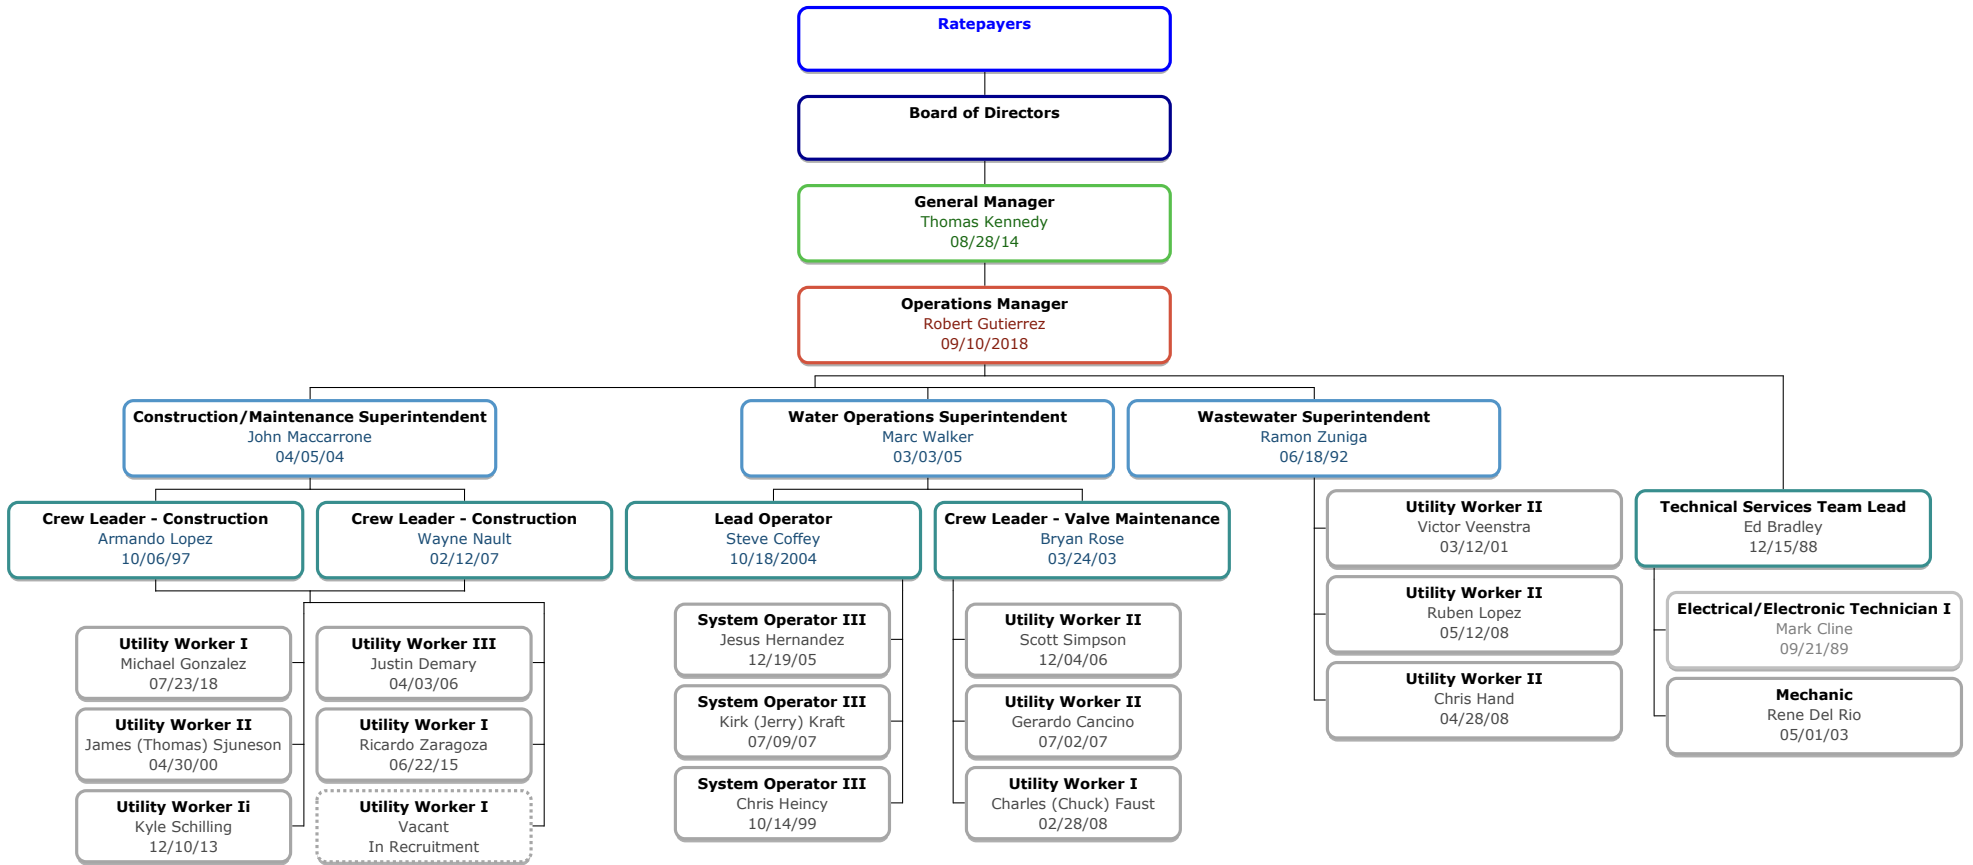 Ratepayers
Board of Directors
General Manager
Thomas Kennedy
08/28/14
Operations Manager
Robert Gutierrez
09/10/2018
Construction/Maintenance Superintendent
John Maccarrone
04/05/04
Water Operations Superintendent
Marc Walker
03/03/05
Wastewater Superintendent
Ramon Zuniga
06/18/92
Crew Leader - Construction
Armando Lopez
10/06/97
Crew Leader - Construction
Wayne Nault
02/12/07
Lead Operator
Steve Coffey
10/18/2004
Crew Leader - Valve Maintenance
Bryan Rose
03/24/03
Utility Worker II
Victor Veenstra
03/12/01
Technical Services Team Lead
Ed Bradley
12/15/88
Utility Worker I
Michael Gonzalez
07/23/18
Utility Worker III
Justin Demary
04/03/06
System Operator III
Jesus Hernandez
12/19/05
Utility Worker II
Scott Simpson
12/04/06
Utility Worker II
Ruben Lopez
05/12/08
Electrical/Electronic Technician I
Mark Cline
09/21/89
Utility Worker II
James (Thomas) Sjuneson
04/30/00
Utility Worker I
Ricardo Zaragoza
06/22/15
System Operator III
Kirk (Jerry) Kraft
07/09/07
Utility Worker II
Gerardo Cancino
07/02/07
Utility Worker II
Chris Hand
04/28/08
Mechanic
Rene Del Rio
05/01/03
Utility Worker Ii
Kyle Schilling
12/10/13
Utility Worker I
Vacant
In Recruitment
System Operator III
Chris Heincy
10/14/99
Utility Worker I
Charles (Chuck) Faust
02/28/08